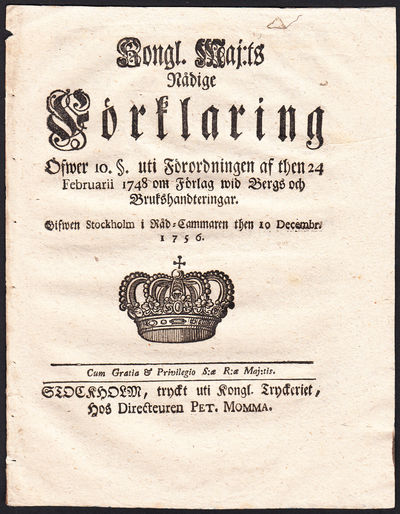 Kongl. Maj:ts
Nådige
Förklaring
Öfwer 10. §. uti Förordningen af then 24
Februarii 1748 om Förlag wid Bergs och
Brukshandteringar.
Gifwen Stockholm i Råd-Cammaren then 10 Decembr.
1756.
Cum Gratia & Privilegio S:æ R:æ Maj:tis.
STOCKHOLM, tryckt uti Kongl. Tryckeriet,
Hos Directeuren PET. MOMMA.